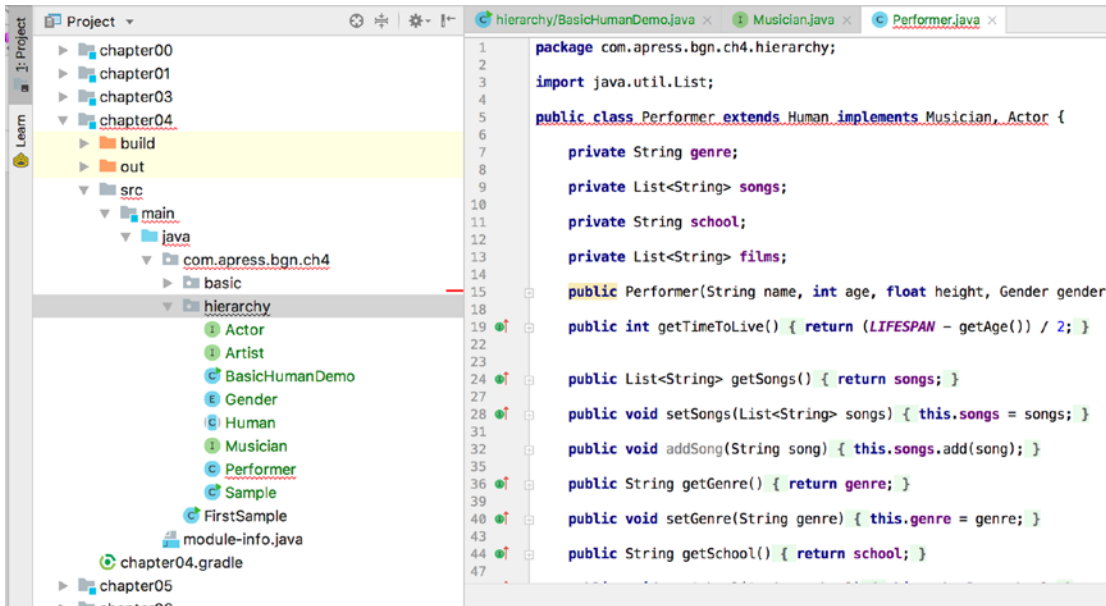 1: Project
Learn
Project
chapter00
chapter01
chapter03
chapter04
build
out
src
main
java
com.apress.bgn.ch4
basic
hierarchy
Actor
Artist
BasicHumanDemo
Gender
Human
Musician
Performer
Sample
FirstSample
module-info.java
chapter04.gradle
chapter05
hierarchy/BasicHumanDemo.java × Musician.java × Performer.java ×
1 package com.apress.bgn.ch4.hierarchy;
2
3 import java.util.List;
4
5 public class Performer extends Human implements Musician, Actor {
6
7 private String genre;
8
9 private List<String> songs;
10
11 private String school;
12
13 private List<String> films;
14
15 public Performer(String name, int age, float height, Gender gender
18
19 public int getTimeToLive() { return (LIFESPAN - getAge()) / 2; }
22
23
24 public List<String> getSongs() { return songs; }
27
28 public void setSongs(List<String> songs) { this.songs = songs; }
31
32 public void addSong(String song) { this.songs.add(song); }
35
36 public String getGenre() { return genre; }
39
40 public void setGenre(String genre) { this.genre = genre; }
43
44 public String getSchool() { return school; }
47